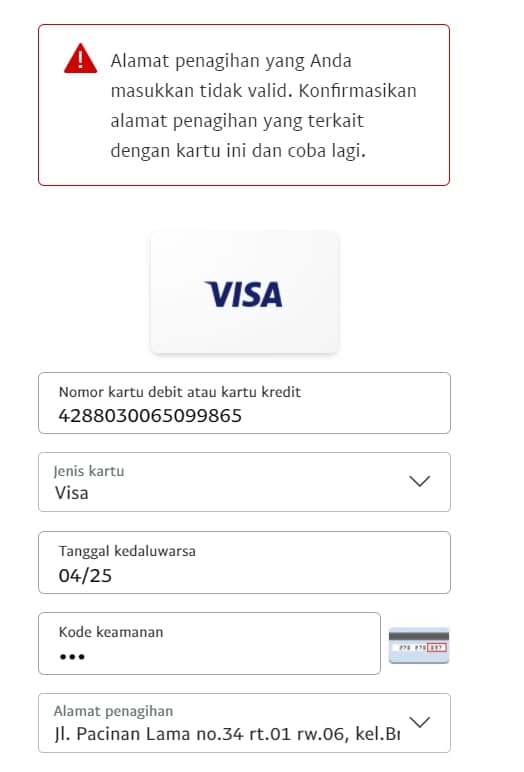 Alamat penagihan yang Anda
masukkan tidak valid. Konfirmasikan
alamat penagihan yang terkait
dengan kartu ini dan coba lagi.
VISA
Nomor kartu debit atau kartu kredit
4288030065099865
Jenis kartu
Visa
Tanggal kedaluwarsa
04/25
Kode keamanan
•••
Alamat penagihan
Jl. Pacinan Lama no.34 rt.01 rw.06, kel.Br